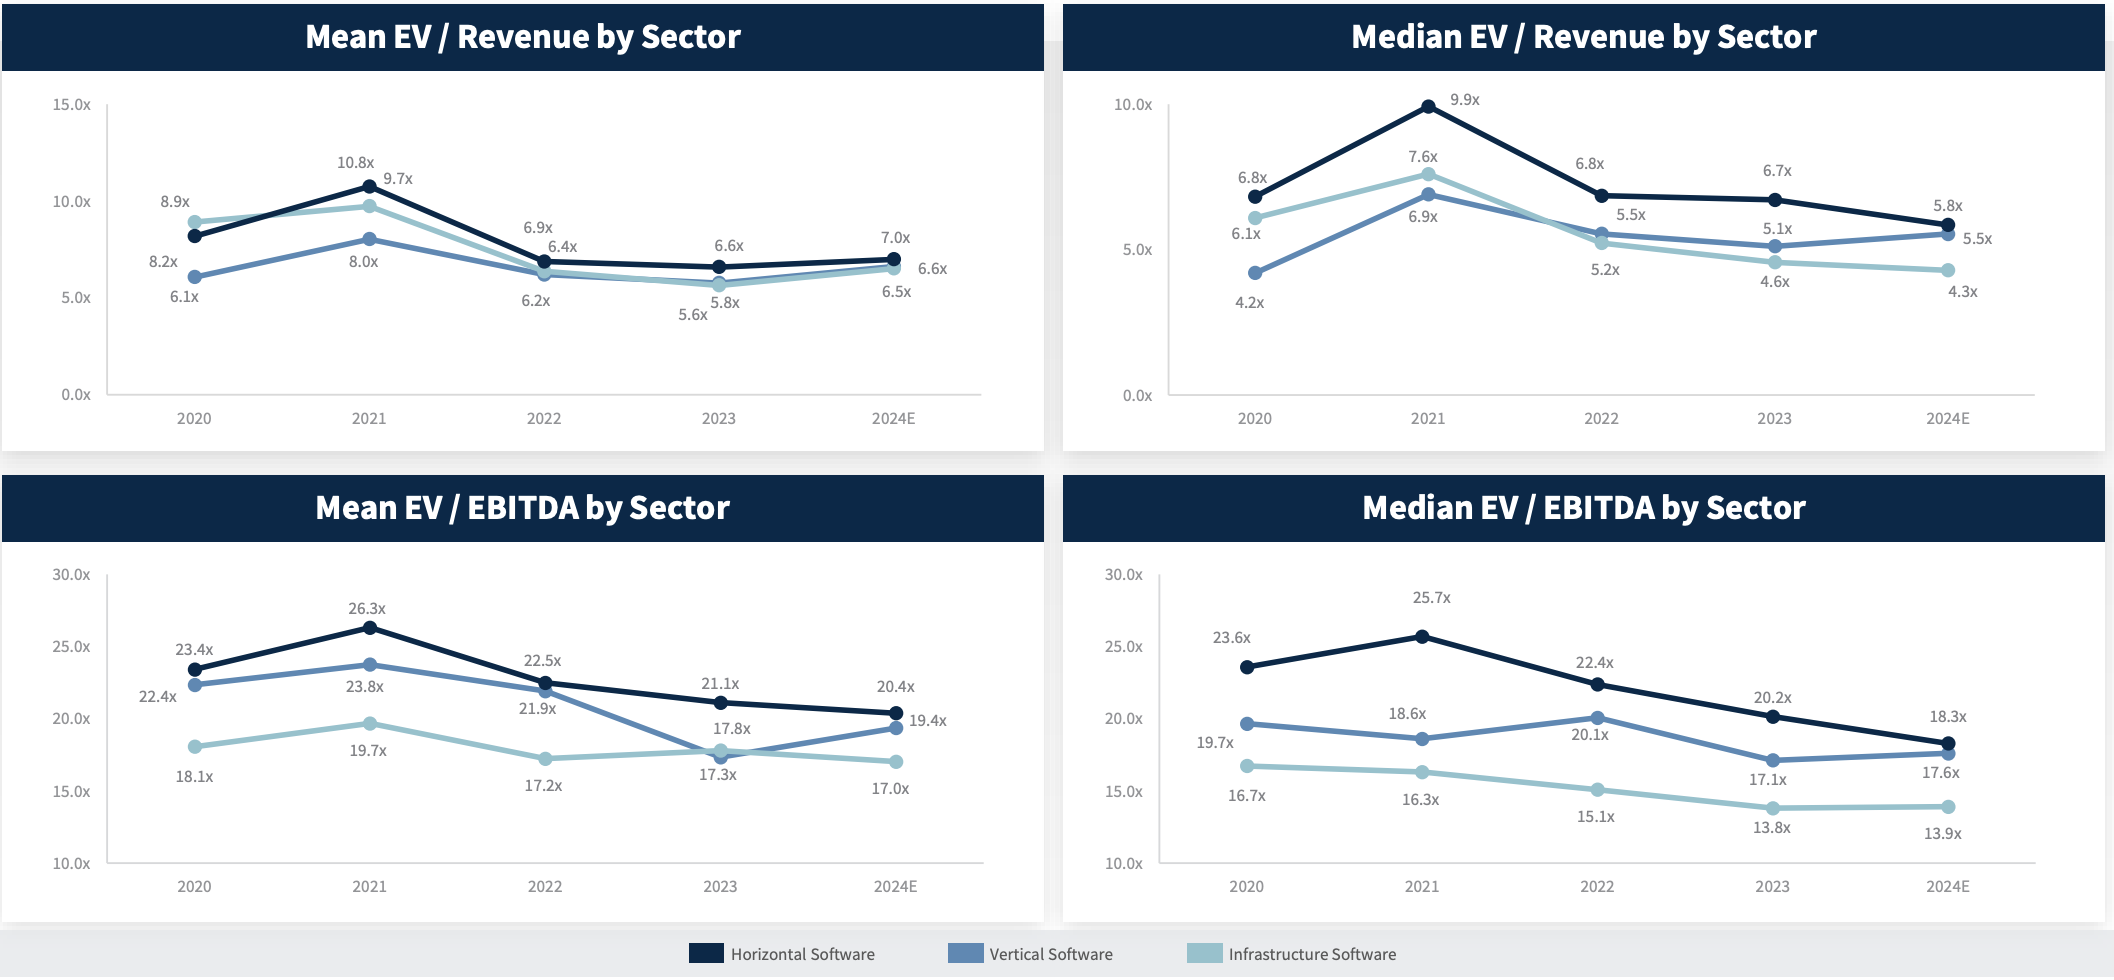 Mean EV / Revenue by Sector
15.0x
10.0x
5.0x
0.0x
8.9x
8.2x
6.1x
10.8x
9.7x
8.0x
6.9x
6.4x
6.2x
6.6x
5.8x
5.6x
7.0x
6.6x
6.5x
2020 2021 2022 2023 2024E
Median EV / Revenue by Sector
10.0x
5.0x
0.0x
6.8x
6.1x
4.2x
9.9x
7.6x
6.9x
6.8x
5.5x
5.2x
6.7x
5.1x
4.6x
5.8x
5.5x
4.3x
2020 2021 2022 2023 2024E
Mean EV / EBITDA by Sector
30.0x
25.0x
20.0x
15.0x
10.0x
23.4x
22.4x
18.1x
26.3x
23.8x
19.7x
22.5x
21.9x
17.2x
21.1x
17.8x
17.3x
20.4x
19.4x
17.0x
2020 2021 2022 2023 2024E
Median EV / EBITDA by Sector
30.0x
25.0x
20.0x
15.0x
10.0x
23.6x
19.7x
16.7x
25.7x
18.6x
16.3x
22.4x
20.1x
15.1x
20.2x
17.1x
13.8x
18.3x
17.6x
13.9x
2020 2021 2022 2023 2024E
Horizontal Software Vertical Software Infrastructure Software